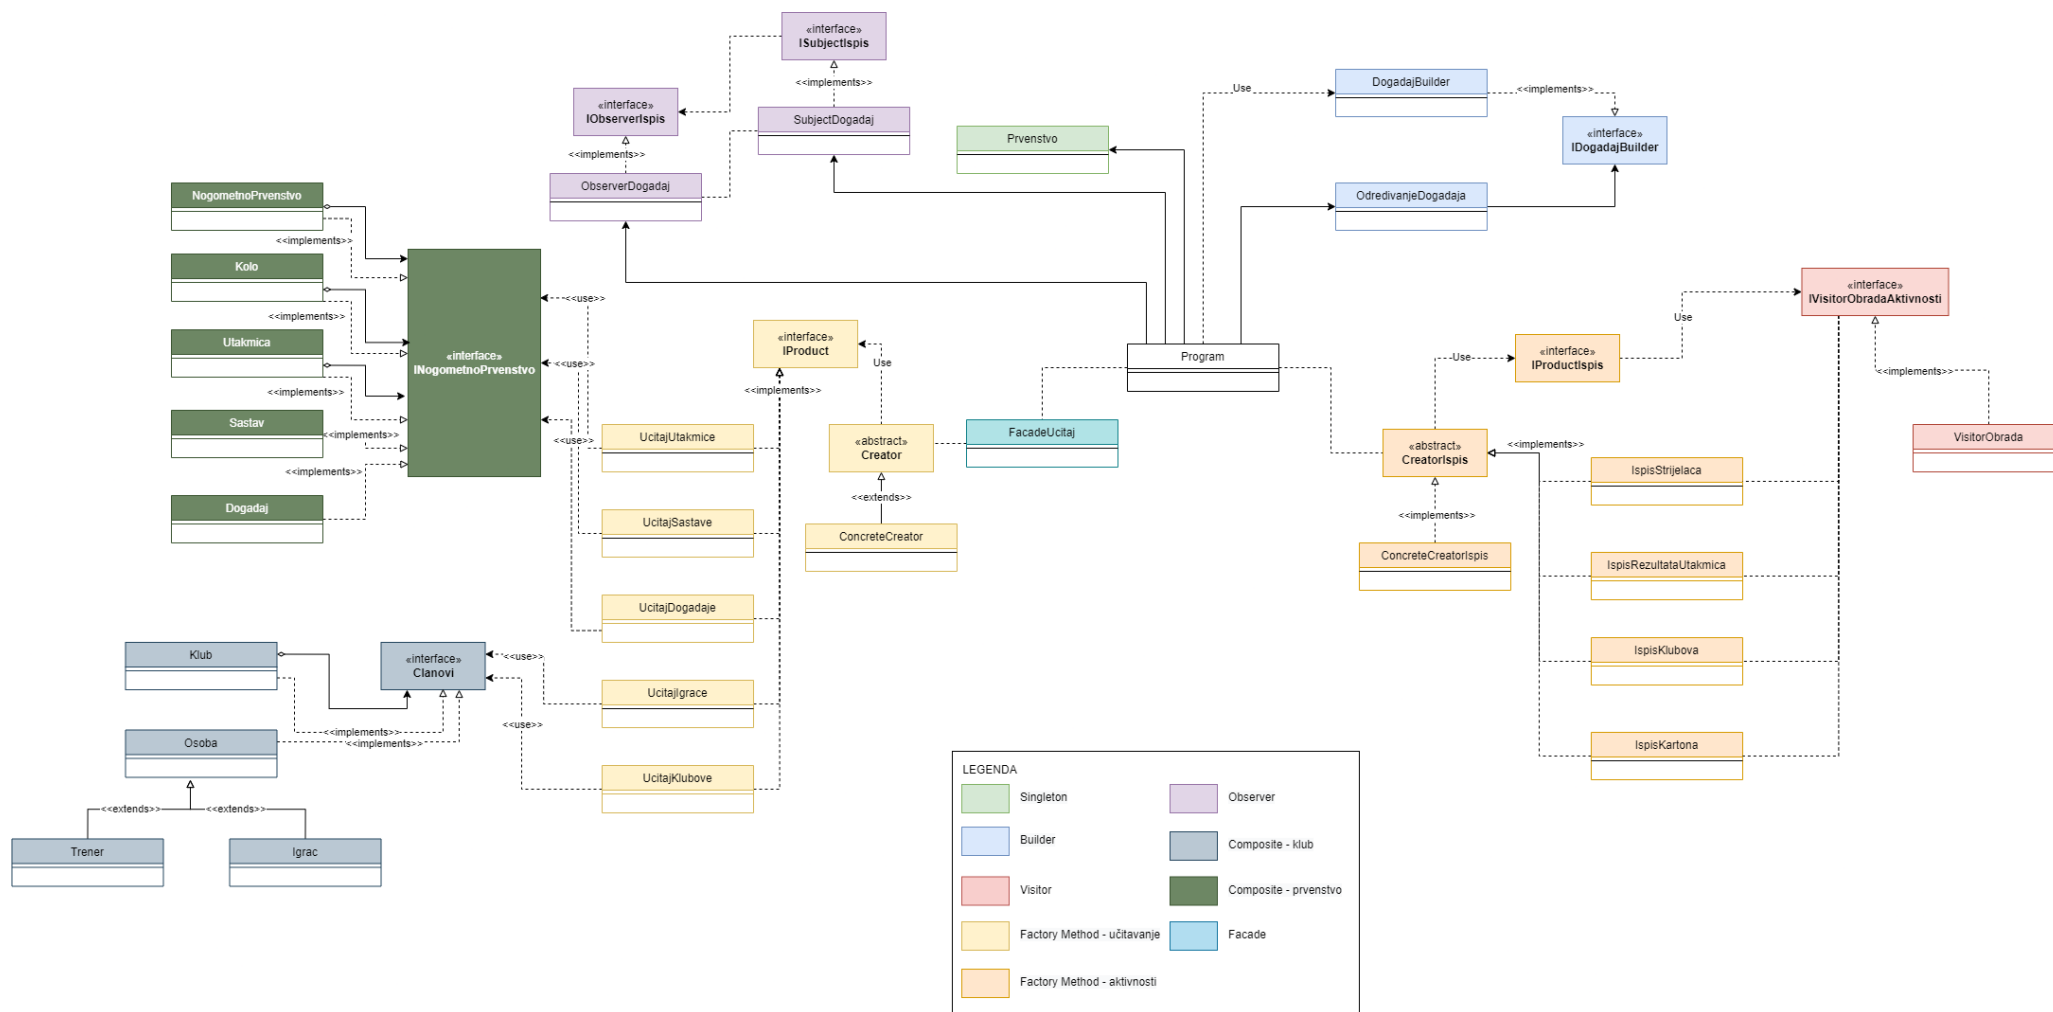 «interface»
ISubjectIspis
<<implements>>
«interface»
IObserverIspis
SubjectDogadaj
<<implements>>
ObserverDogadaj
Prvenstvo
Use
DogadajBuilder
<<implements>>
«interface»
IDogadajBuilder
OdredivanjeDogadaja
NogometnoPrvenstvo
<<implements>>
Kolo
<<implements>>
Utakmica
<<implements>>
Sastav
<<implements>>
<<implements>>
Dogadaj
«interface»
INogometnoPrvenstvo
<<use>>
<<use>>
<<use>>
«interface»
IProduct
Use
<<implements>>
Program
UcitajUtakmice
«abstract»
Creator
FacadeUcitaj
<<extends>>
UcitajSastave
ConcreteCreator
UcitajDogadaje
UcitajIgrace
UcitajKlubove
«interface»
IVisitorObradaAktivnosti
Use
«interface»
IProductIspis
Use
<<implements>>
VisitorObrada
«abstract»
CreatorIspis
<<implements>>
IspisStrijelaca
<<implements>>
ConcreteCreatorIspis
IspisRezultataUtakmica
IspisKlubova
IspisKartona
Klub
«interface»
Clanovi
<<use>>
<<use>>
<<implements>>
<<implements>>
Osoba
<<extends>>
<<extends>>
Trener
Igrac
LEGENDA
Singleton
Observer
Builder
Composite - klub
Visitor
Composite - prvenstvo
Factory Method - učitavanje
Facade
Factory Method - aktivnosti